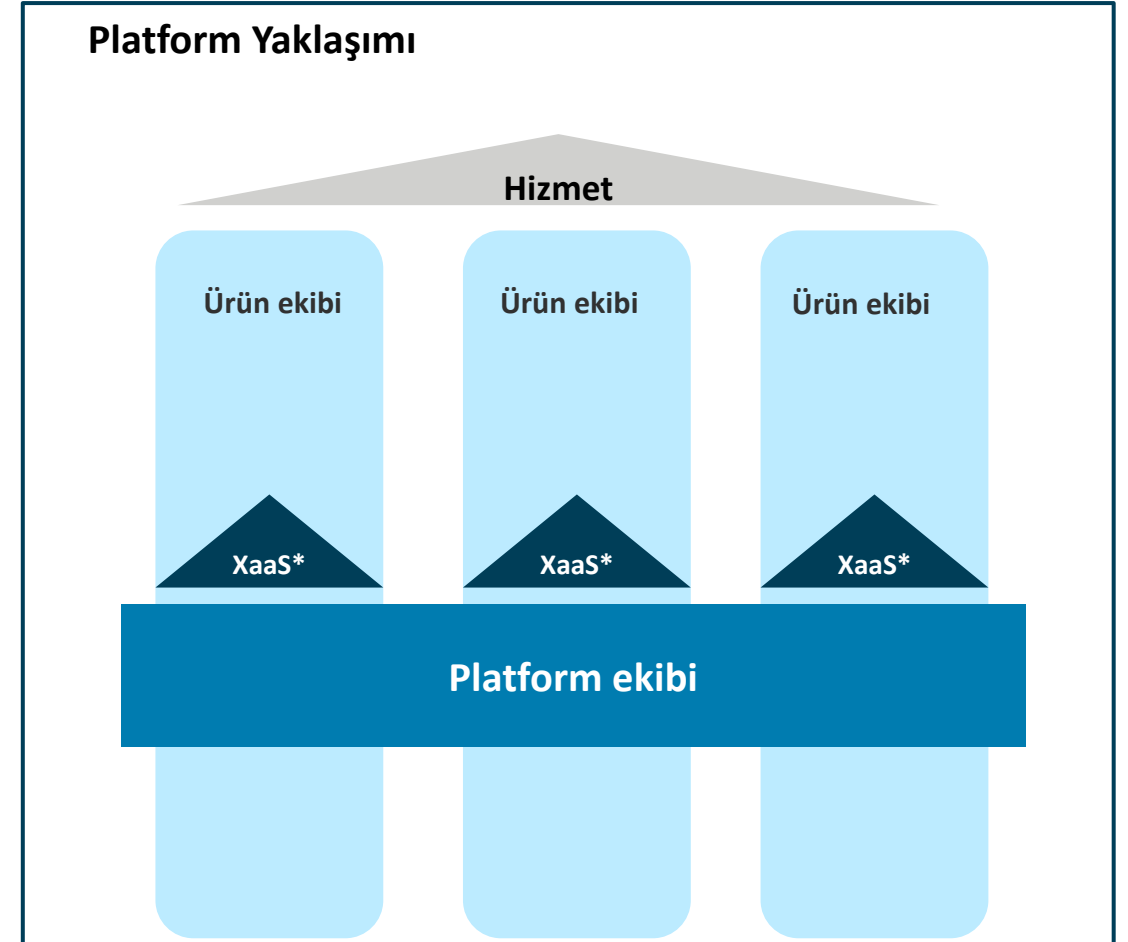 Platform Yaklaşımı
Hizmet
Ürün ekibi
Ürün ekibi
Ürün ekibi
XaaS*
XaaS*
XaaS*
Platform ekibi